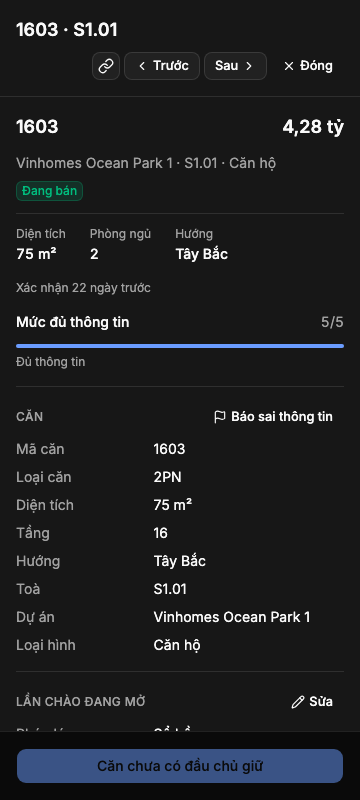 1603 · S1.01
Trước
Sau
Đóng
1603
4,28 tỷ
Vinhomes Ocean Park 1 · S1.01 · Căn hộ
Đang bán
Diện tích
Phòng ngủ
Hướng
75 m²
2
Tây Bắc
Xác nhận 22 ngày trước
Mức đủ thông tin
5/5
Đủ thông tin
CĂN
Báo sai thông tin
Mã căn
1603
Loại căn
2PN
Diện tích
75 m²
Tầng
16
Hướng
Tây Bắc
Toà
S1.01
Dự án
Vinhomes Ocean Park 1
Loại hình
Căn hộ
LẦN CHÀO ĐANG MỞ
Sửa
Căn chưa có đầu chủ giữ